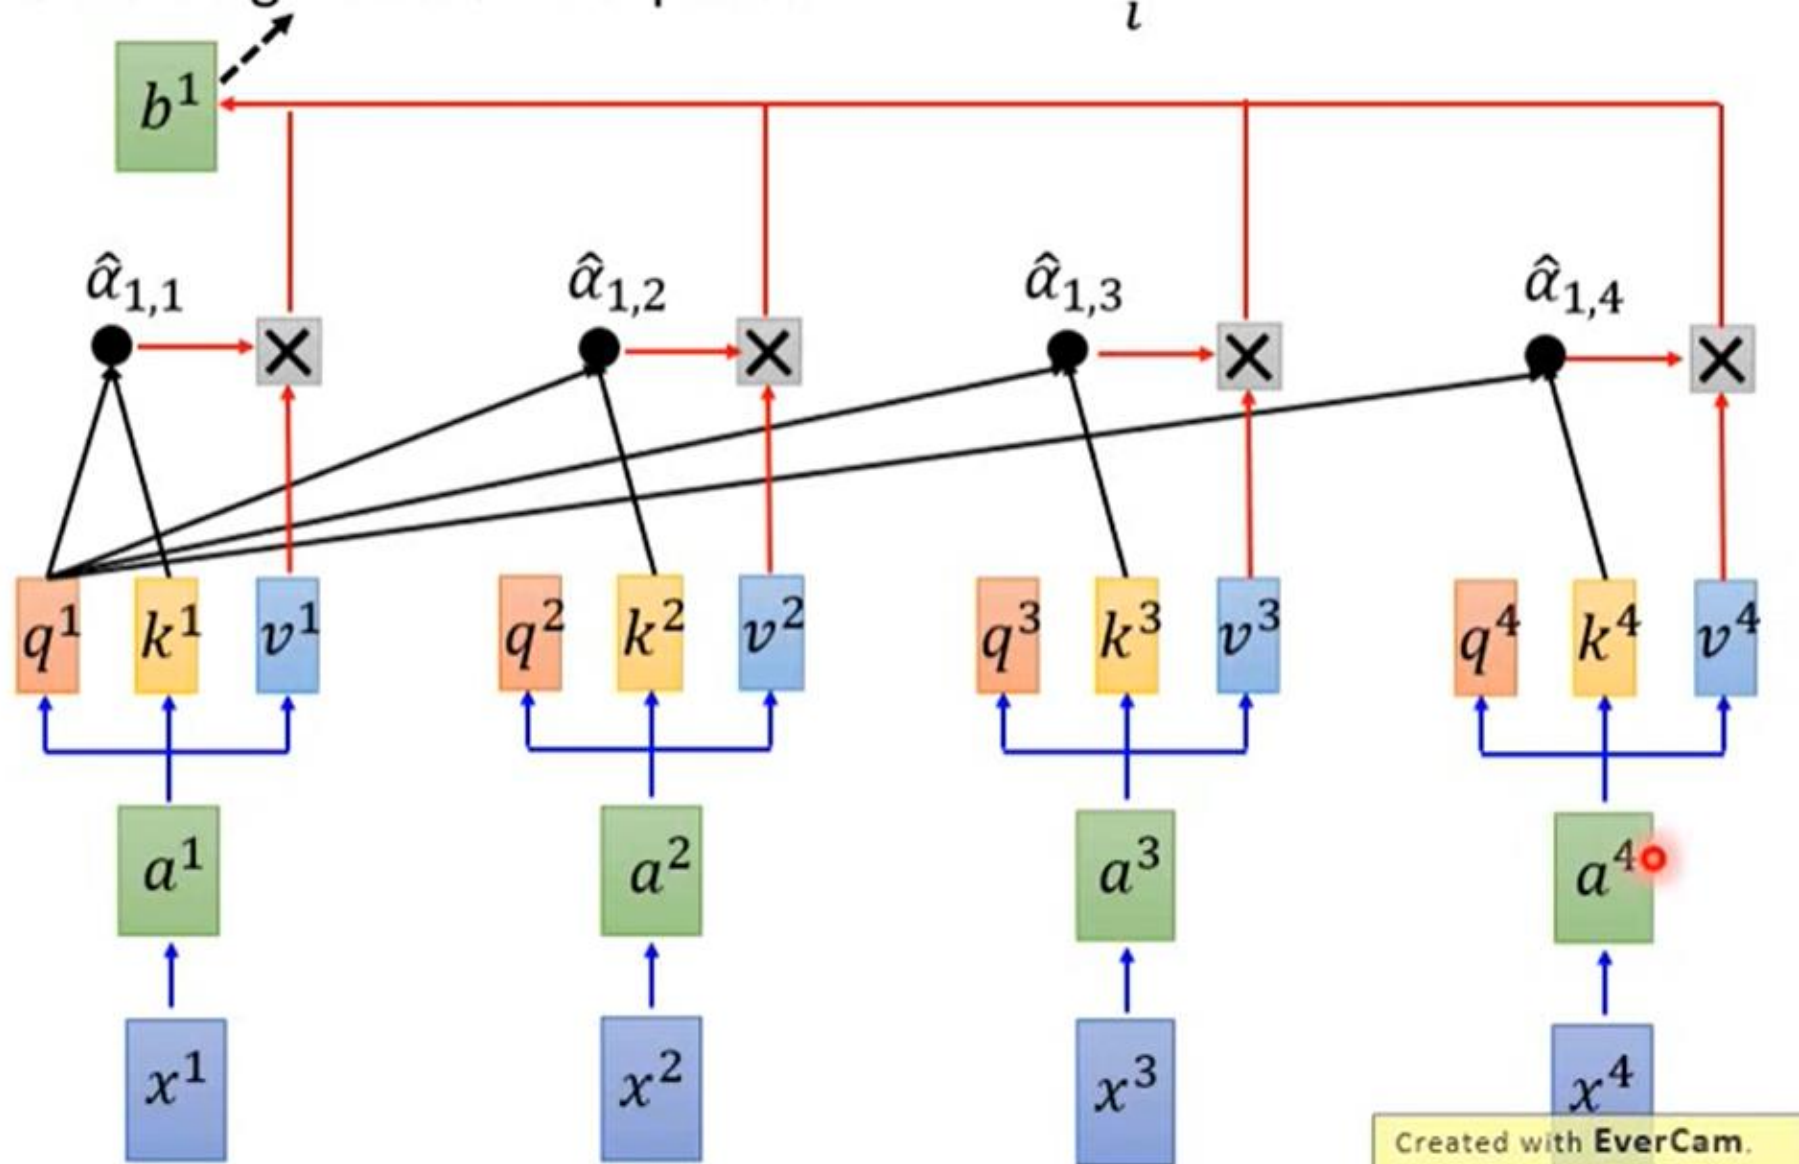 i
b¹
α̂₁,₁ α̂₁,₂ α̂₁,₃ α̂₁,₄
q¹ k¹ v¹ q² k² v² q³ k³ v³ q⁴ k⁴ v⁴
a¹ a² a³ a⁴
x¹ x² x³ x⁴
Created with EverCam.